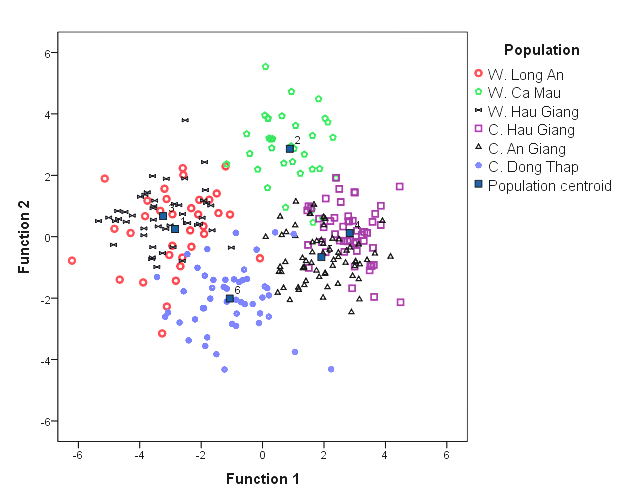 Population
W. Long An
W. Ca Mau
W. Hau Giang
C. Hau Giang
C. An Giang
C. Dong Thap
Population centroid
Function 2
6
4
2
0
-2
-4
-6
2
6
-6
-4
-2
0
2
4
6
Function 1